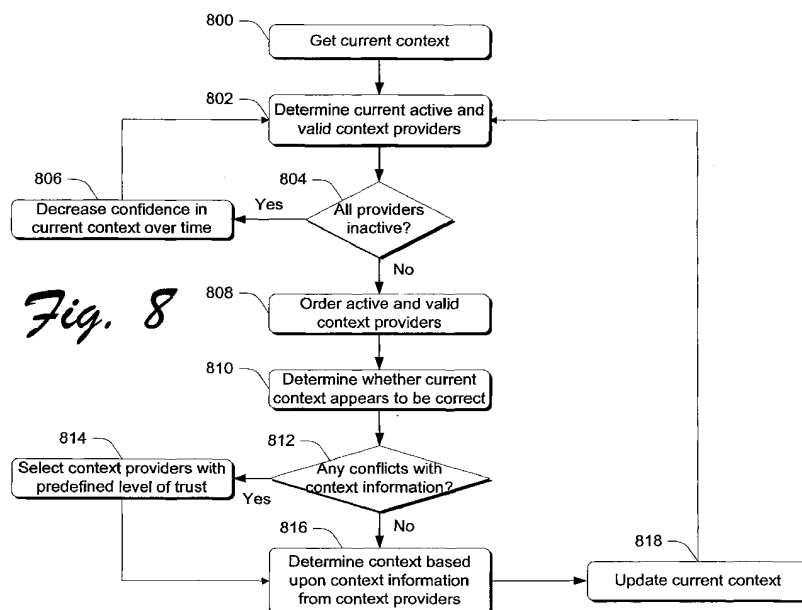 800
Get current context
802
Determine current active and
valid context providers
806
Decrease confidence in
current context over time
Yes
804
All providers
inactive?
No
Fig. 8
808
Order active and valid
context providers
810
Determine whether current
context appears to be correct
814
Select context providers with
predefined level of trust
Yes
812
Any conflicts with
context information?
No
816
Determine context based
upon context information
from context providers
818
Update current context